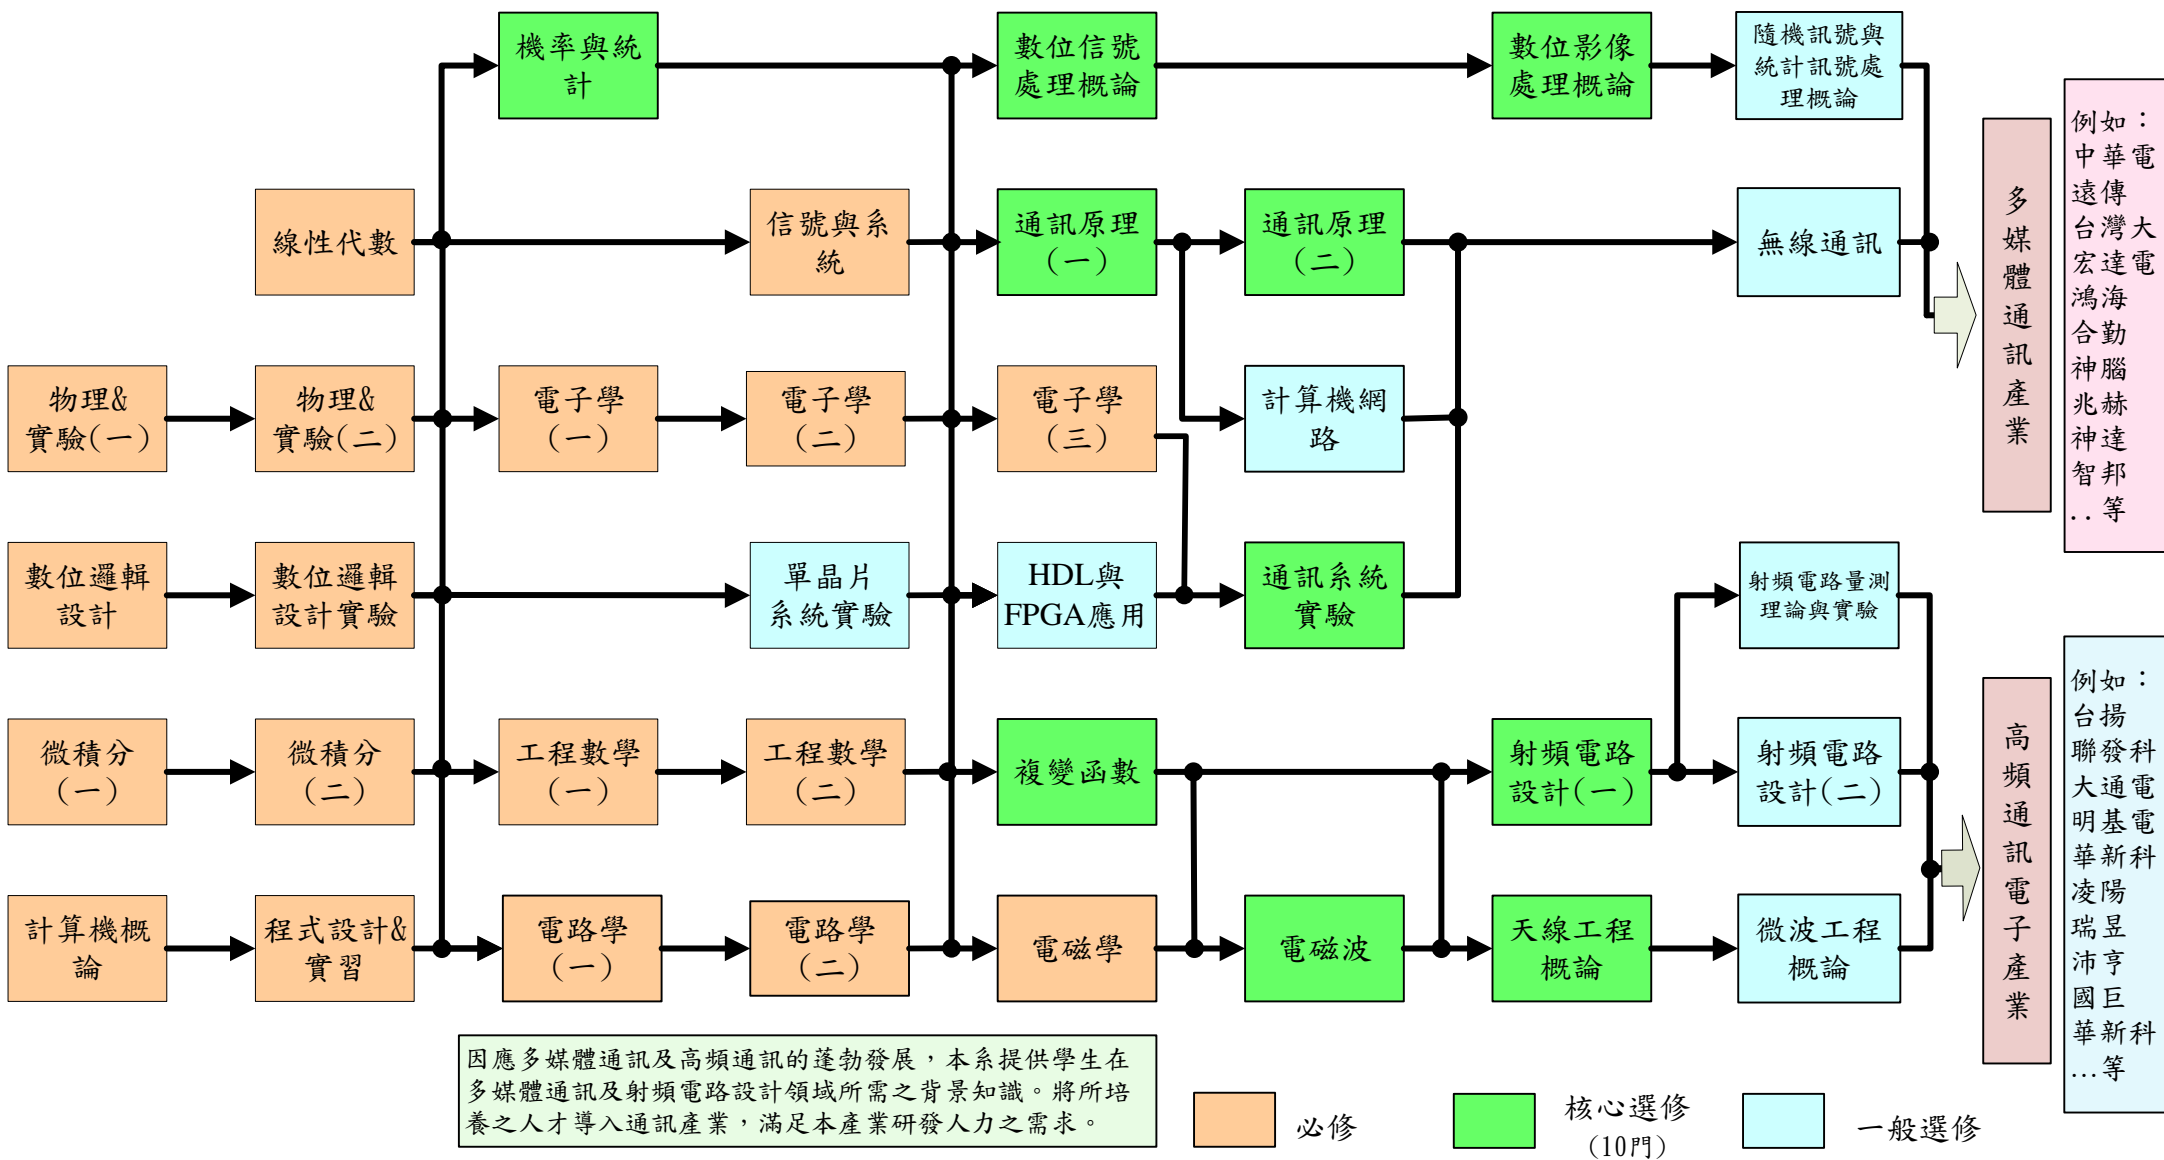 機率與統
計
數位信號
處理概論
數位影像
處理概論
隨機訊號與
統計訊號處
理概論
線性代數
信號與系
統
通訊原理
(一)
通訊原理
(二)
無線通訊
物理&
實驗(一)
物理&
實驗(二)
電子學
(一)
電子學
(二)
電子學
(三)
計算機網
路
數位邏輯
設計
數位邏輯
設計實驗
單晶片
系統實驗
HDL與
FPGA應用
通訊系統
實驗
射頻電路量測
理論與實驗
微積分
(一)
微積分
(二)
工程數學
(一)
工程數學
(二)
複變函數
射頻電路
設計(一)
射頻電路
設計(二)
計算機概
論
程式設計&
實習
電路學
(一)
電路學
(二)
電磁學
電磁波
天線工程
概論
微波工程
概論
多媒體通訊產業
例如：
中華電
遠傳
台灣大
宏達電
鴻海
合勤
神腦
兆赫
神達
智邦
..等
高頻通訊電子產業
例如：
台揚
聯發科
大通電
明基電
華新科
凌陽
瑞昱
沛亨
國巨
華新科
...等
因應多媒體通訊及高頻通訊的蓬勃發展，本系提供學生在
多媒體通訊及射頻電路設計領域所需之背景知識。將所培
養之人才導入通訊產業，滿足本產業研發人力之需求。
必修
核心選修
(10門)
一般選修